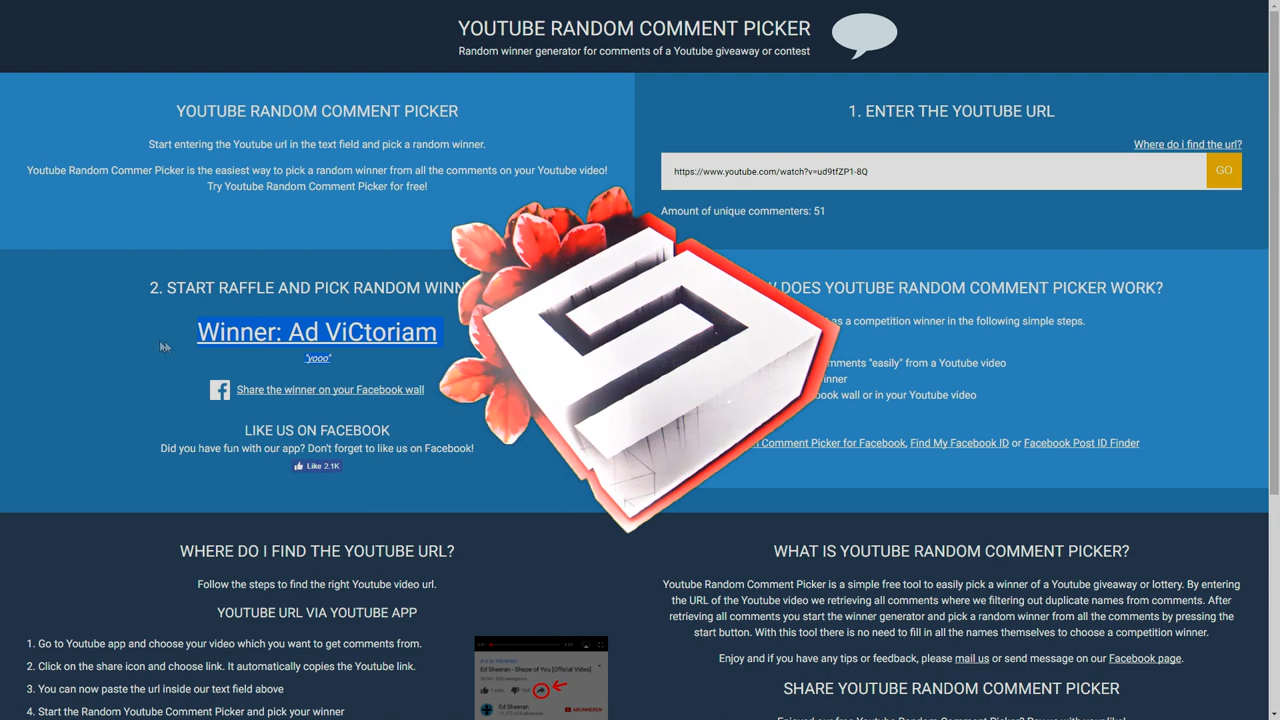 YOUTUBE RANDOM COMMENT PICKER
Random winner generator for comments of a Youtube giveaway or contest
YOUTUBE RANDOM COMMENT PICKER
Start entering the Youtube url in the text field and pick a random winner.
Youtube Random Commer Picker is the easiest way to pick a random winner from all the comments on your Youtube video!
Try Youtube Random Comment Picker for free!
1. ENTER THE YOUTUBE URL
Where do i find the url?
https://www.youtube.com/watch?v=ud9tfZP1-8Q
GO
Amount of unique commenters: 51
2. START RAFFLE AND PICK RANDOM WINN
Winner: Ad ViCtoriam
"yooo"
Share the winner on your Facebook wall
LIKE US ON FACEBOOK
Did you have fun with our app? Don't forget to like us on Facebook!
Like 2.1K
DOES YOUTUBE RANDOM COMMENT PICKER WORK?
as a competition winner in the following simple steps.
omments "easily" from a Youtube video
inner
book wall or in your Youtube video
Comment Picker for Facebook, Find My Facebook ID or Facebook Post ID Finder
WHERE DO I FIND THE YOUTUBE URL?
Follow the steps to find the right Youtube video url.
YOUTUBE URL VIA YOUTUBE APP
1. Go to Youtube app and choose your video which you want to get comments from.
2. Click on the share icon and choose link. It automatically copies the Youtube link.
3. You can now paste the url inside our text field above
4. Start the Random Youtube Comment Picker and pick your winner
Ed Sheeran - Shape of You [Official Video]
Ed Sheeran
ABONNEREN
WHAT IS YOUTUBE RANDOM COMMENT PICKER?
Youtube Random Comment Picker is a simple free tool to easily pick a winner of a Youtube giveaway or lottery. By entering
the URL of the Youtube video we retrieving all comments where we filtering out duplicate names from comments. After
retrieving all comments you start the winner generator and pick a random winner from all the comments by pressing the
start button. With this tool there is no need to fill in all the names themselves to choose a competition winner.
Enjoy and if you have any tips or feedback, please mail us or send message on our Facebook page.
SHARE YOUTUBE RANDOM COMMENT PICKER